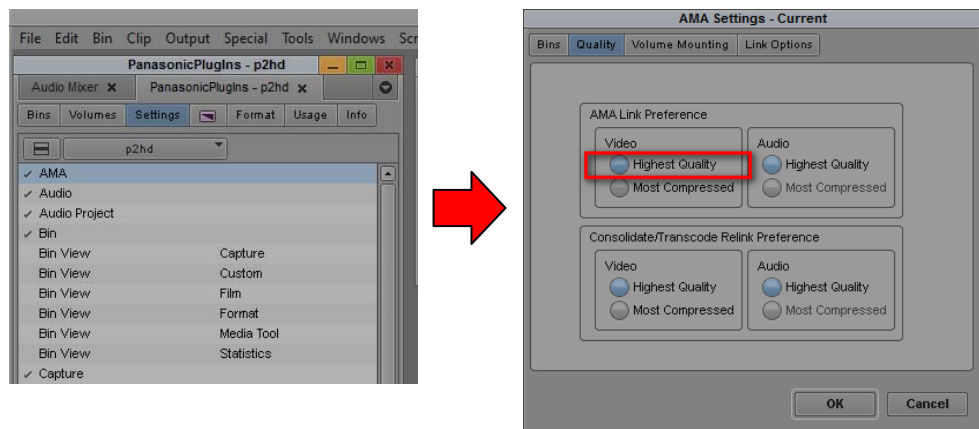 File Edit Bin Clip Output Special Tools Windows Scr
PanasonicPlugIns - p2hd
Audio Mixer PanasonicPlugIns - p2hd
Bins Volumes Settings Format Usage Info
p2hd
AMA
Audio
Audio Project
Bin
Bin View Capture
Bin View Custom
Bin View Film
Bin View Format
Bin View Media Tool
Bin View Statistics
Capture
AMA Settings - Current
Bins Quality Volume Mounting Link Options
AMA Link Preference
Video Audio
Highest Quality Highest Quality
Most Compressed Most Compressed
Consolidate/Transcode Relink Preference
Video Audio
Highest Quality Highest Quality
Most Compressed Most Compressed
OK Cancel